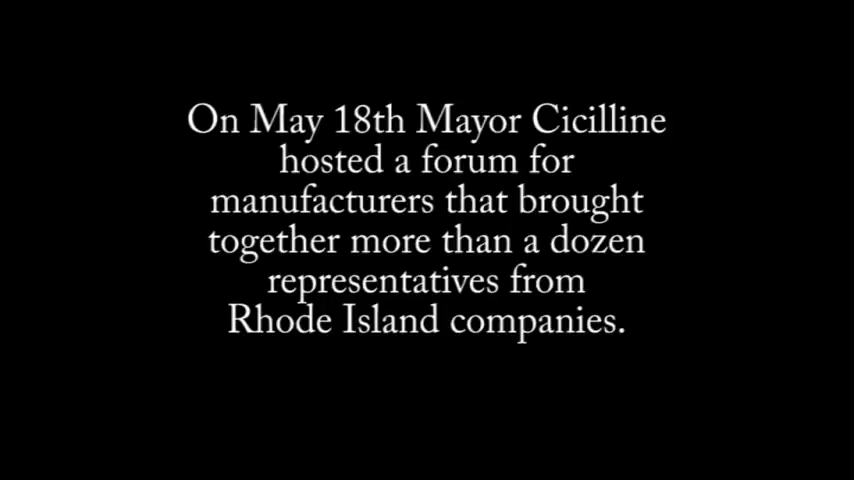 On May 18th Mayor Cicilline
hosted a forum for
manufacturers that brought
together more than a dozen
representatives from
Rhode Island companies.